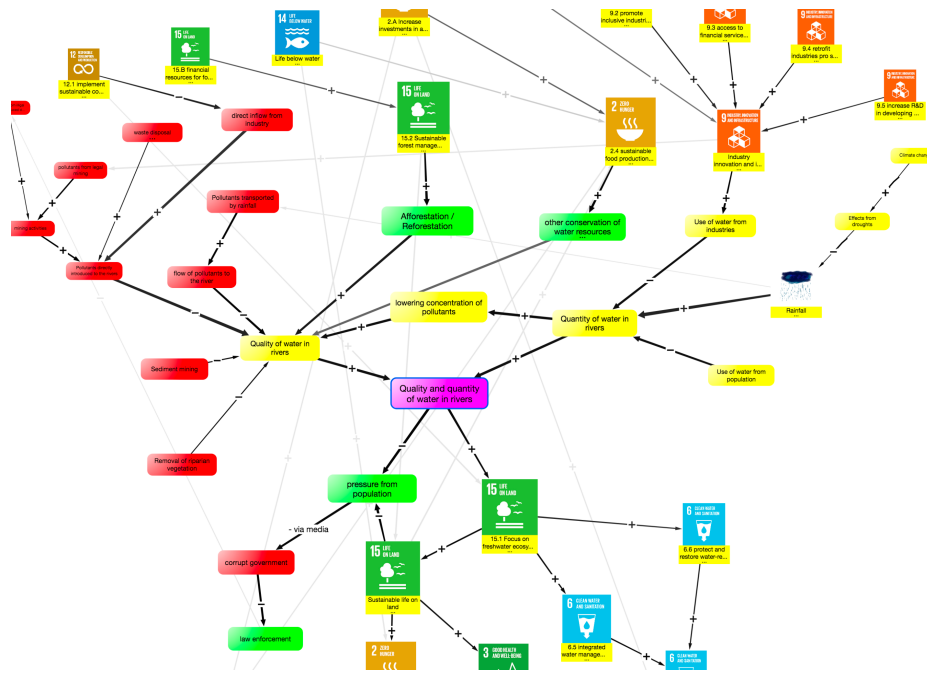 14 LIFE BELOW WATER
Life below water
...
2.A Increase
investments in a...
...
9.2 promote
inclusive industri...
9.3 access to
financial service...
...
9
9.4 retrofit
industries pro s...
...
12
12.1 implement
sustainable co...
...
15 LIFE ON LAND
15.B financial
resources for fo...
...
15 LIFE ON LAND
15.2 Sustainable
forest manage...
...
2 ZERO HUNGER
2.4 sustainable
food production...
...
9 INDUSTRY, INNOVATION AND INFRASTRUCTURE
Industry
innovation and i...
...
9.5 increase R&D
in developing ...
...
direct inflow from
industry
waste disposal
pollutants from legal
mining
Climate chan
Pollutants transported
by rainfall
Afforestation /
Reforestation
other conservation of
water resources
...
Use of water from
industries
Effects from
droughts
flow of pollutants to
the river
lowering concentration of
pollutants
Quantity of water in
rivers
Rainfall
...
Quality of water in
rivers
Sediment mining
Quality and quantity
of water in rivers
Use of water from
population
Removal of riparian
vegetation
pressure from
population
- via media
corrupt government
law enforcement
15 LIFE ON LAND
15.1 Focus on
freshwater ecosy...
...
6 CLEAN WATER AND SANITATION
6.6 protect and
restore water-re...
...
15 LIFE ON LAND
Sustainable life on
land
...
6 CLEAN WATER AND SANITATION
6.5 integrated
water manage...
...
2 ZERO HUNGER
3 GOOD HEALTH AND WELL-BEING
6 CLEAN WATER AND SANITATION